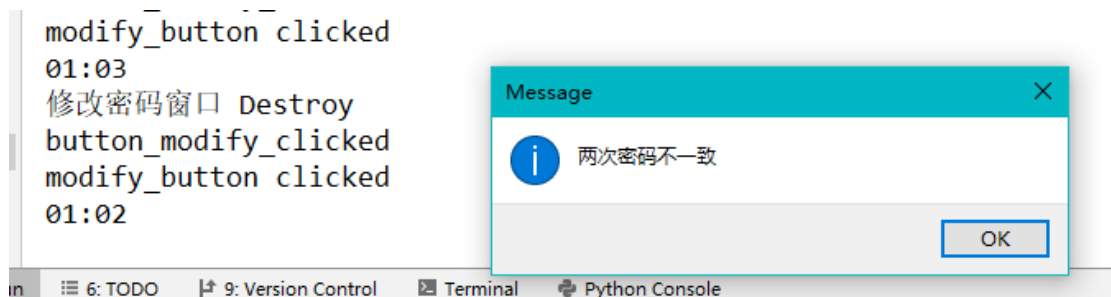 modify_button clicked
01:03
修改密码窗口 Destroy
button_modify_clicked
modify_button clicked
01:02
Message
两次密码不一致
OK
un
6: TODO
9: Version Control
Terminal
Python Console